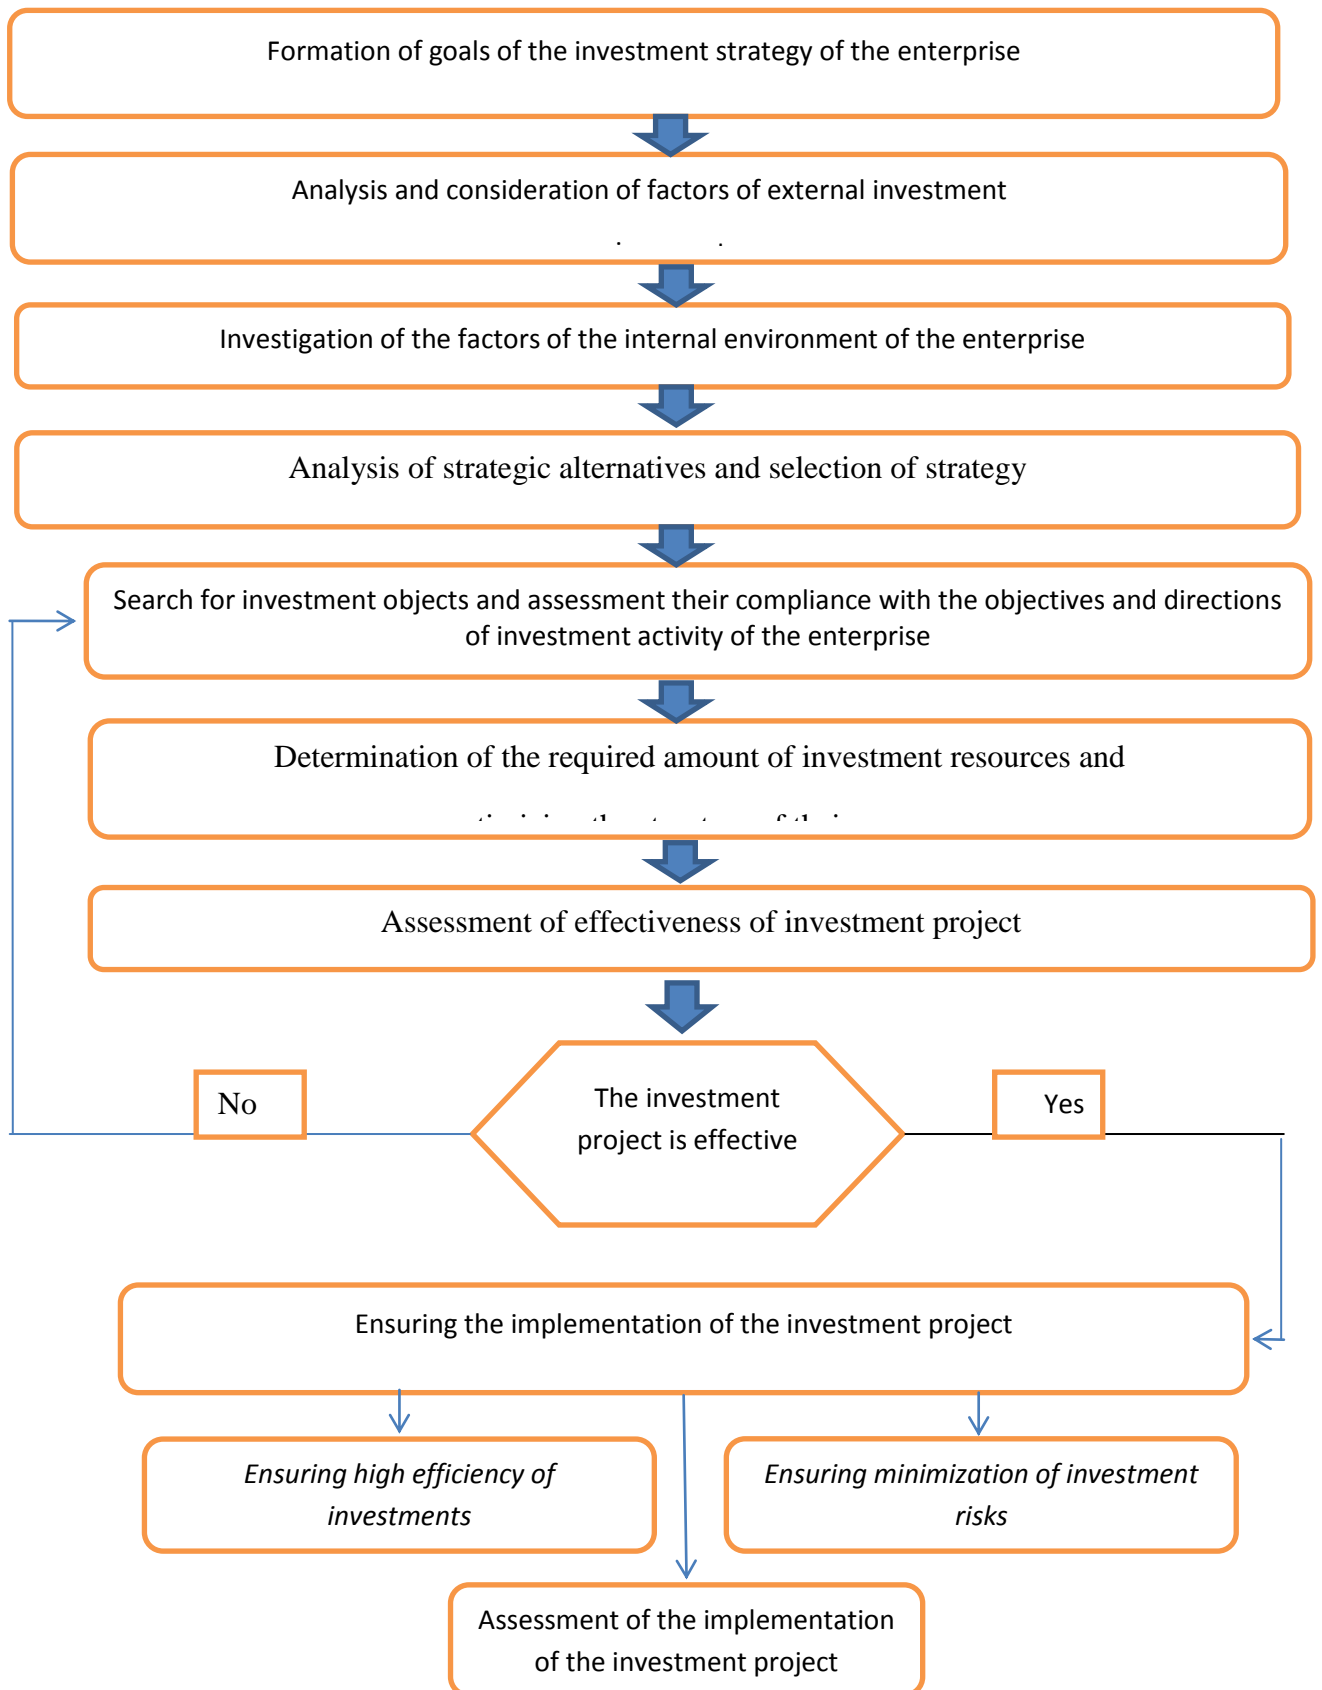 Formation of goals of the investment strategy of the enterprise
Analysis and consideration of factors of external investment
Investigation of the factors of the internal environment of the enterprise
Analysis of strategic alternatives and selection of strategy
Search for investment objects and assessment their compliance with the objectives and directions
of investment activity of the enterprise
Determination of the required amount of investment resources and
Assessment of effectiveness of investment project
No
The investment
project is effective
Yes
Ensuring the implementation of the investment project
Ensuring high efficiency of
investments
Ensuring minimization of investment
risks
Assessment of the implementation
of the investment project